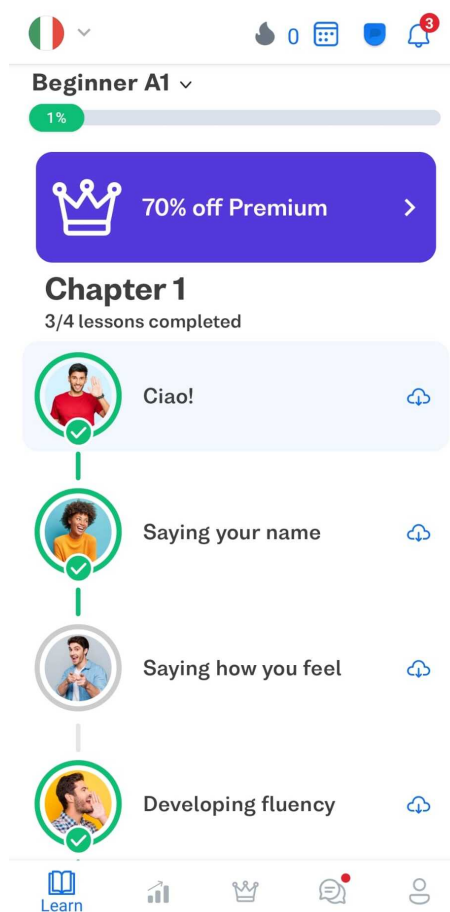 0
3
Beginner A1
1%
70% off Premium
Chapter 1
3/4 lessons completed
Ciao!
Saying your name
Saying how you feel
Developing fluency
Learn